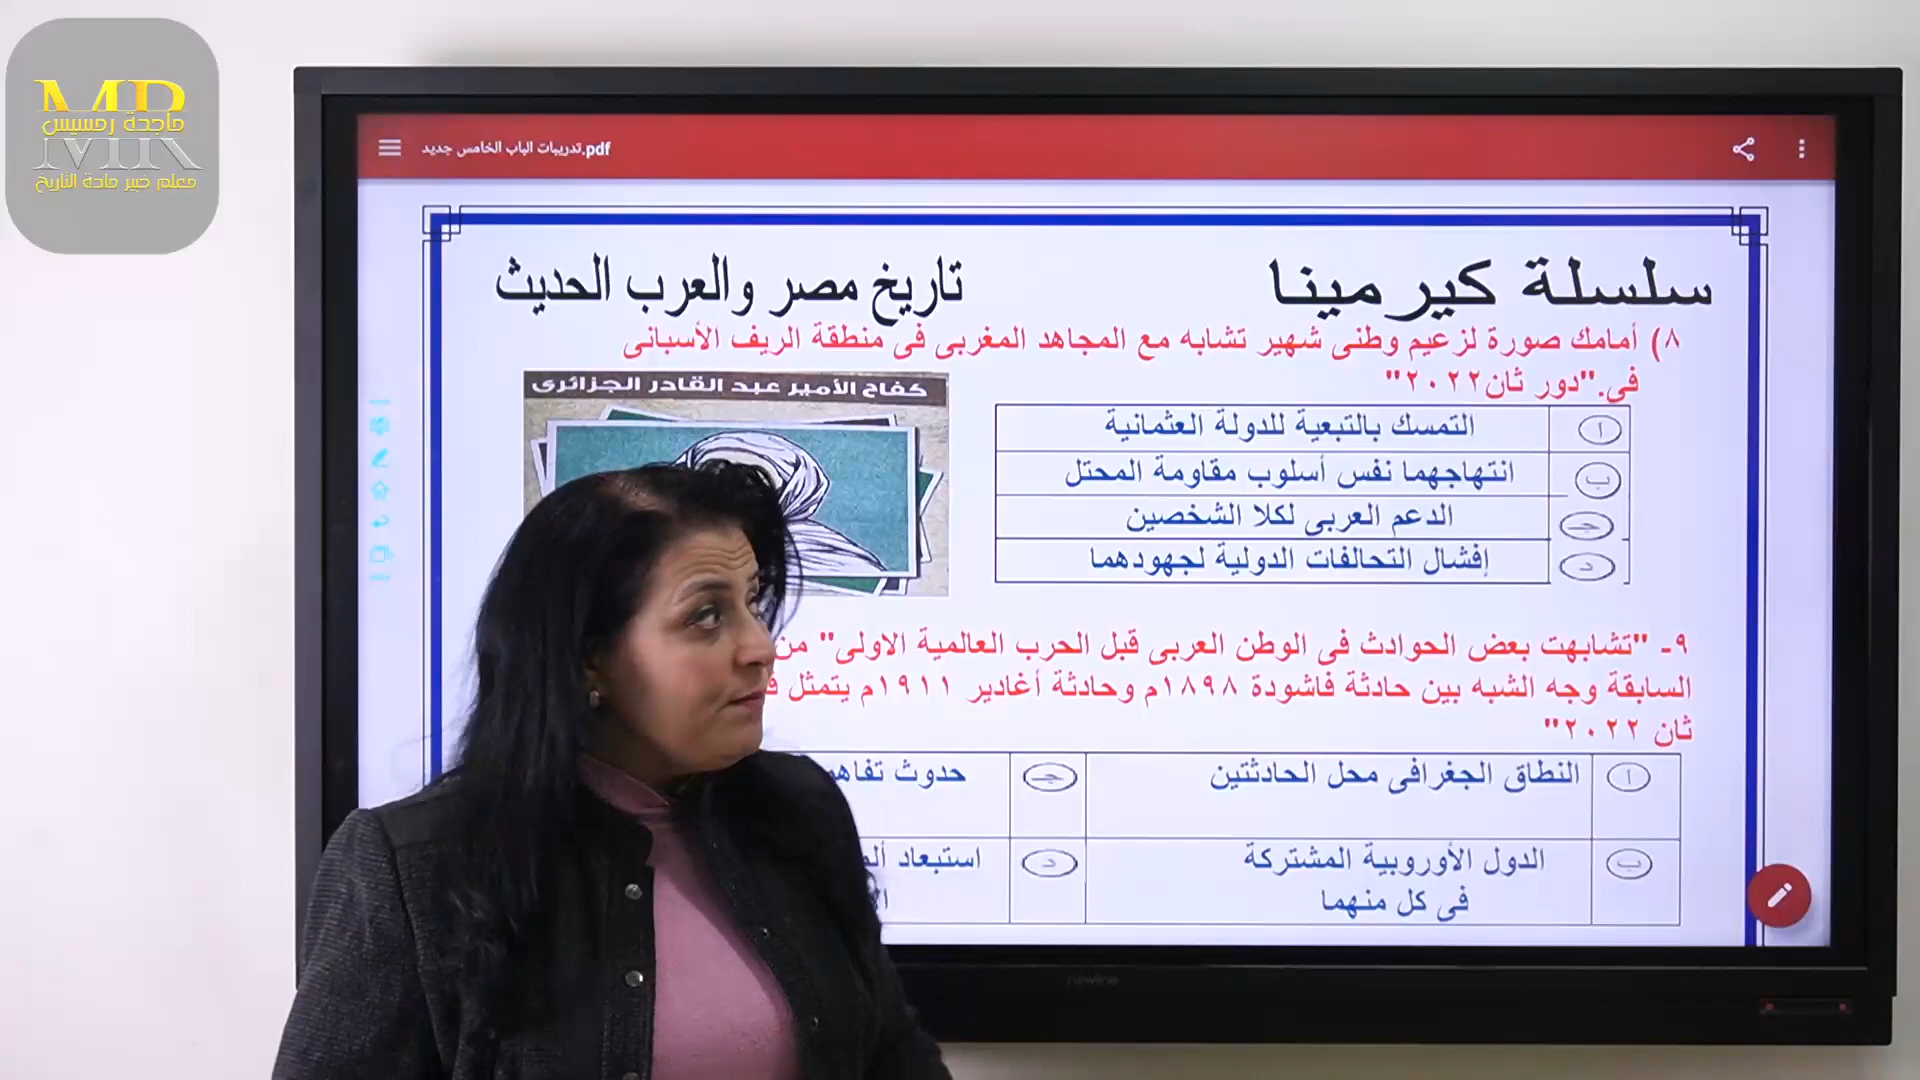 MR
ماجدة رمسيس
MR
معلم خبير مادة التاريخ
تدريبات الباب الخامس جديد.pdf
سلسلة كيرمينا
تاريخ مصر والعرب الحديث
٨) أمامك صورة لزعيم وطنى شهير تشابه مع المجاهد المغربى فى منطقة الريف الأسبانى
فى."دور ثان٢٠٢٢"
كفاح الأمير عبد القادر الجزائرى
ا التمسك بالتبعية للدولة العثمانية
ب انتهاجهما نفس أسلوب مقاومة المحتل
جـ الدعم العربى لكلا الشخصين
د إفشال التحالفات الدولية لجهودهما
٩- "تشابهت بعض الحوادث فى الوطن العربى قبل الحرب العالمية الاولى" من
السابقة وجه الشبه بين حادثة فاشودة ١٨٩٨م وحادثة أغادير ١٩١١م يتمثل
ثان ٢٠٢٢"
ا النطاق الجغرافى محل الحادثتين
جـ حدوث
ب الدول الأوروبية المشتركة
فى كل منهما
د استبعاد
newline